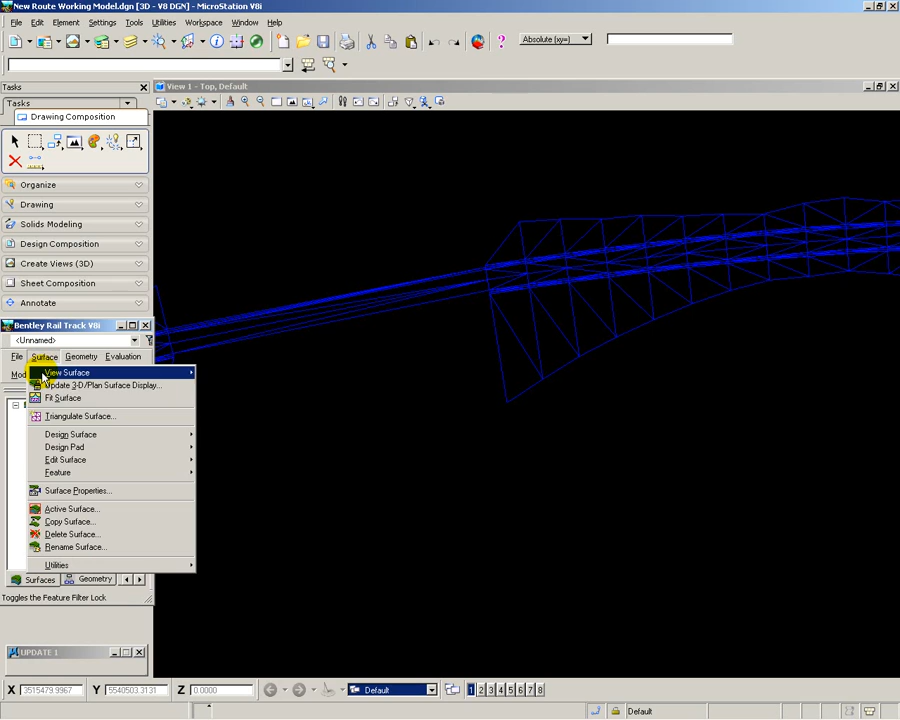 New Route Working Model.dgn [3D - V8 DGN] - MicroStation V8i
File Edit Element Settings Tools Utilities Workspace Window Help
Absolute (xy=)
Tasks
View 1 - Top, Default
Tasks
Drawing Composition
Organize
Drawing
Solids Modeling
Design Composition
Create Views (3D)
Sheet Composition
Annotate
Bentley Rail Track V8i
<Unnamed>
File Surface Geometry Evaluation
View Surface
Update 3-D/Plan Surface Display...
Fit Surface
Triangulate Surface...
Design Surface
Design Pad
Edit Surface
Feature
Surface Properties...
Active Surface...
Copy Surface...
Delete Surface...
Rename Surface...
Utilities
Surfaces Geometry
Toggles the Feature Filter Lock
UPDATE 1
X 3515479.9967 Y 5540503.3131 Z 0.0000 Default 1 2 3 4 5 6 7 8
Default